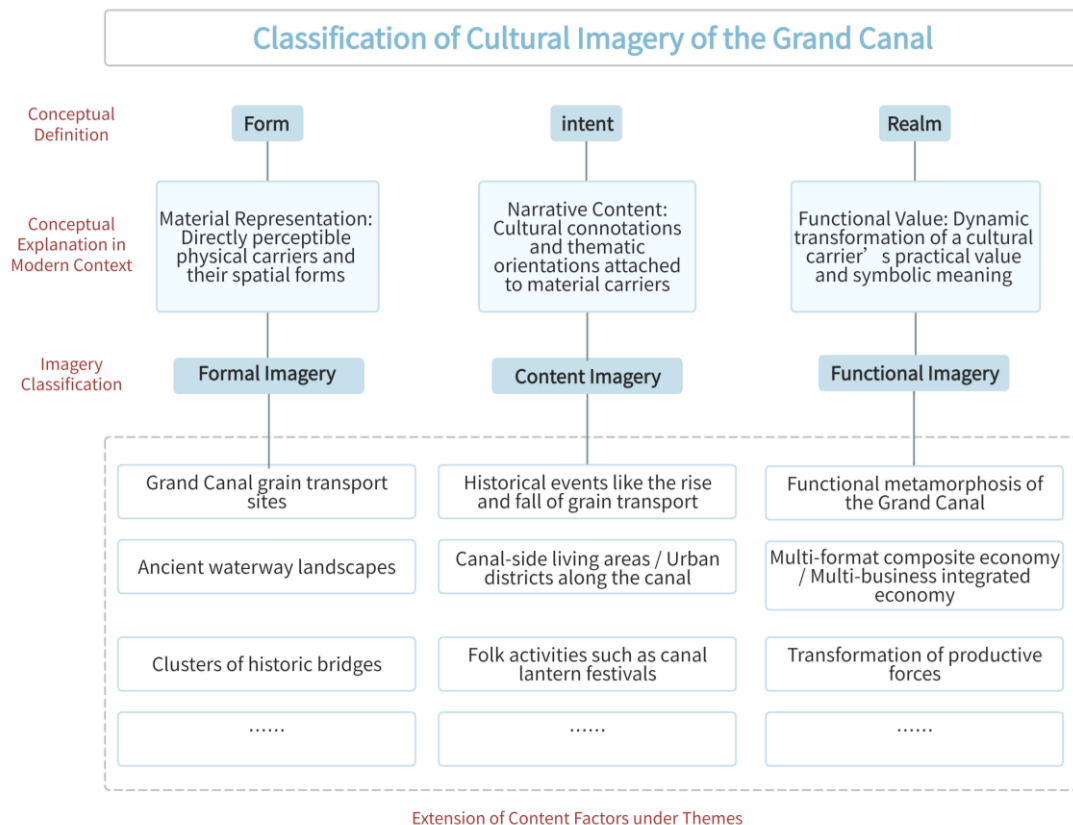 Classification of Cultural Imagery of the Grand Canal
Conceptual
Definition
Form
intent
Realm
Conceptual
Explanation in
Modern Context
Material Representation:
Directly perceptible
physical carriers and
their spatial forms
Narrative Content:
Cultural connotations
and thematic
orientations attached
to material carriers
Functional Value: Dynamic
transformation of a cultural
carrier’s practical value
and symbolic meaning
Imagery
Classification
Formal Imagery
Content Imagery
Functional Imagery
Grand Canal grain transport
sites
Historical events like the rise
and fall of grain transport
Functional metamorphosis of
the Grand Canal
Ancient waterway landscapes
Canal-side living areas / Urban
districts along the canal
Multi-format composite economy
/ Multi-business integrated
economy
Clusters of historic bridges
Folk activities such as canal
lantern festivals
Transformation of productive
forces
……
……
……
Extension of Content Factors under Themes